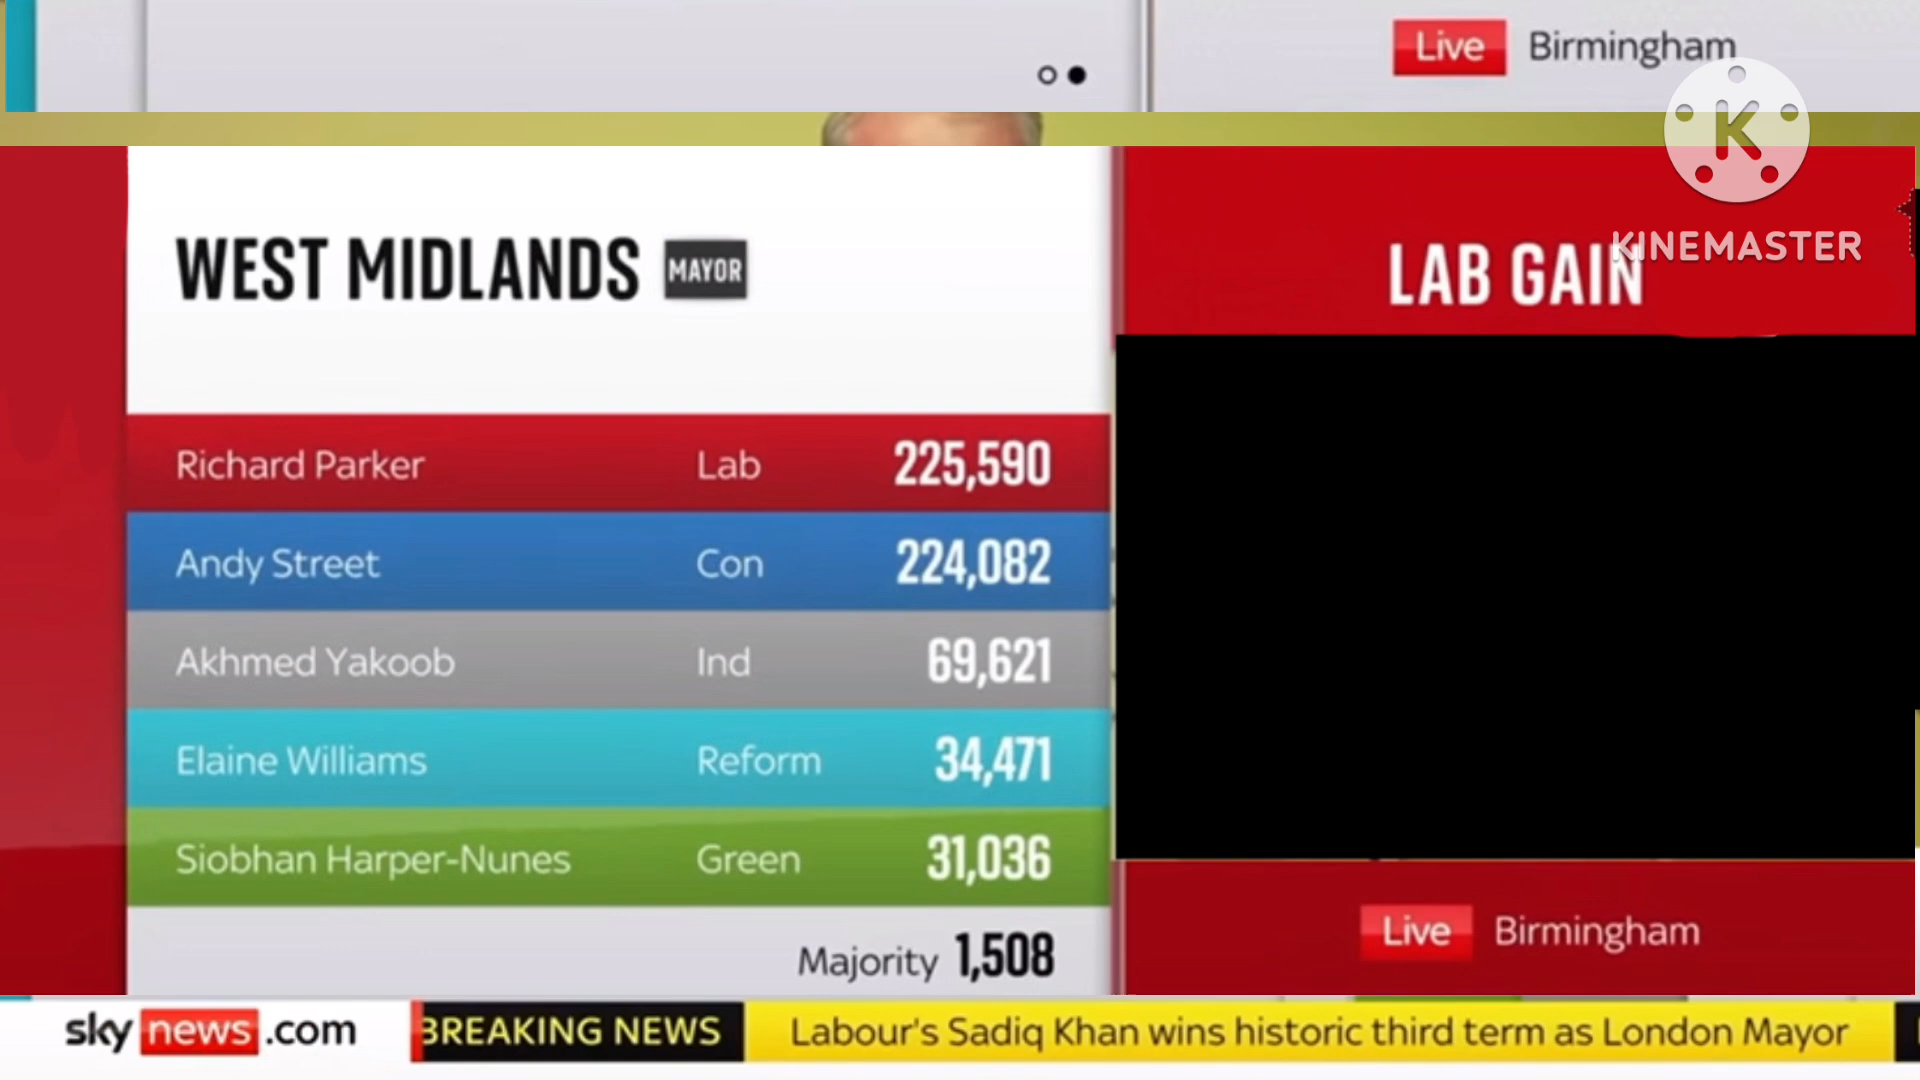 Live Birmingham
K
KINEMASTER
WEST MIDLANDS MAYOR
LAB GAIN
Richard Parker Lab 225,590
Andy Street Con 224,082
Akhmed Yakoob Ind 69,621
Elaine Williams Reform 34,471
Siobhan Harper-Nunes Green 31,036
Majority 1,508
Live Birmingham
sky news.com
BREAKING NEWS
Labour's Sadiq Khan wins historic third term as London Mayor